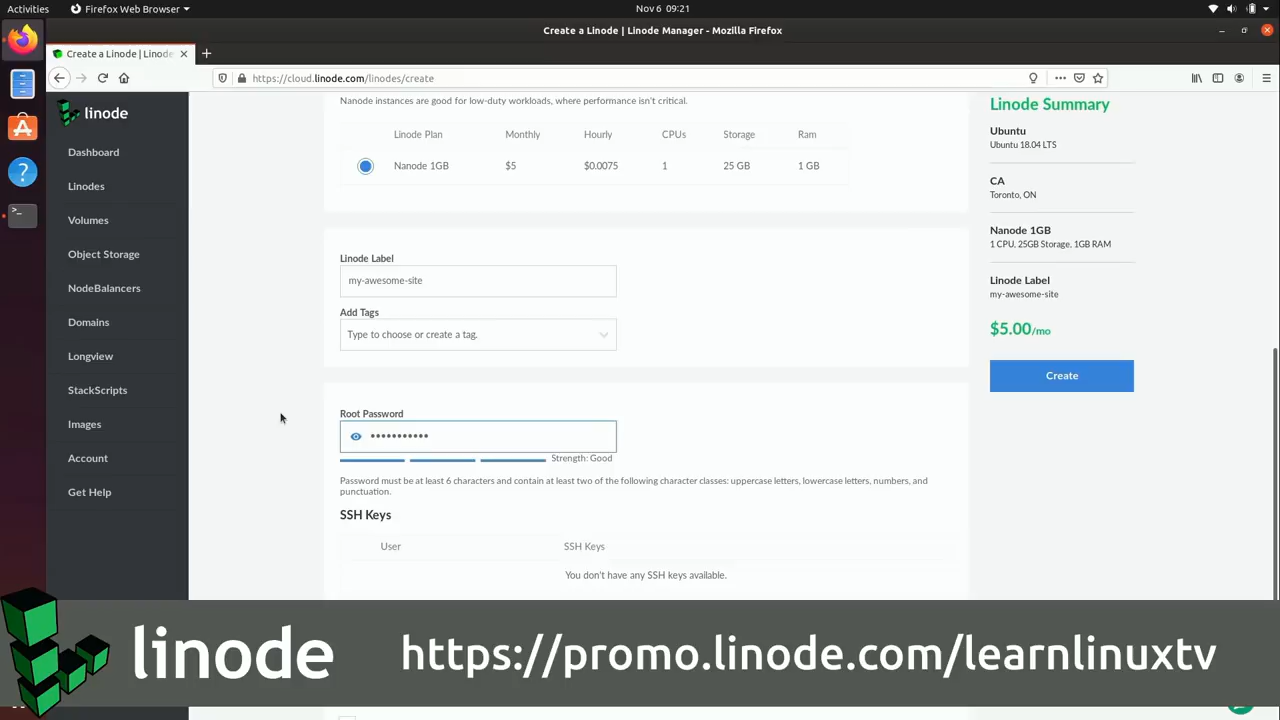 Activities
Firefox Web Browser
Nov 6 09:21
Create a Linode | Linode Manager - Mozilla Firefox
Create a Linode | Linode
https://cloud.linode.com/linodes/create
linode
Dashboard
Linodes
Volumes
Object Storage
NodeBalancers
Domains
Longview
StackScripts
Images
Account
Get Help
Nanode instances are good for low-duty workloads, where performance isn't critical.
Linode Plan Monthly Hourly CPUs Storage Ram
Nanode 1GB $5 $0.0075 1 25 GB 1 GB
Linode Label
my-awesome-site
Add Tags
Type to choose or create a tag.
Root Password
•••••••••••
Strength: Good
Password must be at least 6 characters and contain at least two of the following character classes: uppercase letters, lowercase letters, numbers, and
punctuation.
SSH Keys
User SSH Keys
You don't have any SSH keys available.
Linode Summary
Ubuntu
Ubuntu 18.04 LTS
CA
Toronto, ON
Nanode 1GB
1 CPU, 25GB Storage, 1GB RAM
Linode Label
my-awesome-site
$5.00/mo
Create
linode https://promo.linode.com/learnlinuxtv